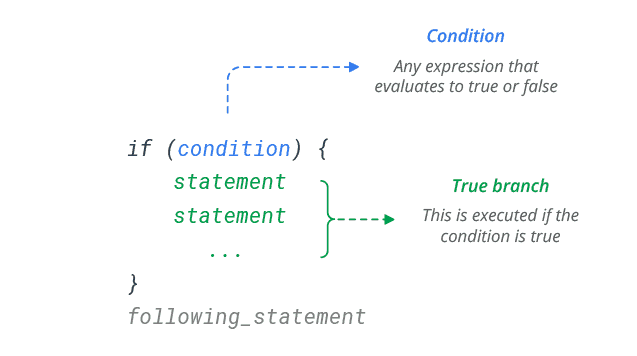 Condition
Any expression that
evaluates to true or false
if (condition) {
statement
statement
...
}
following_statement
True branch
This is executed if the
condition is true